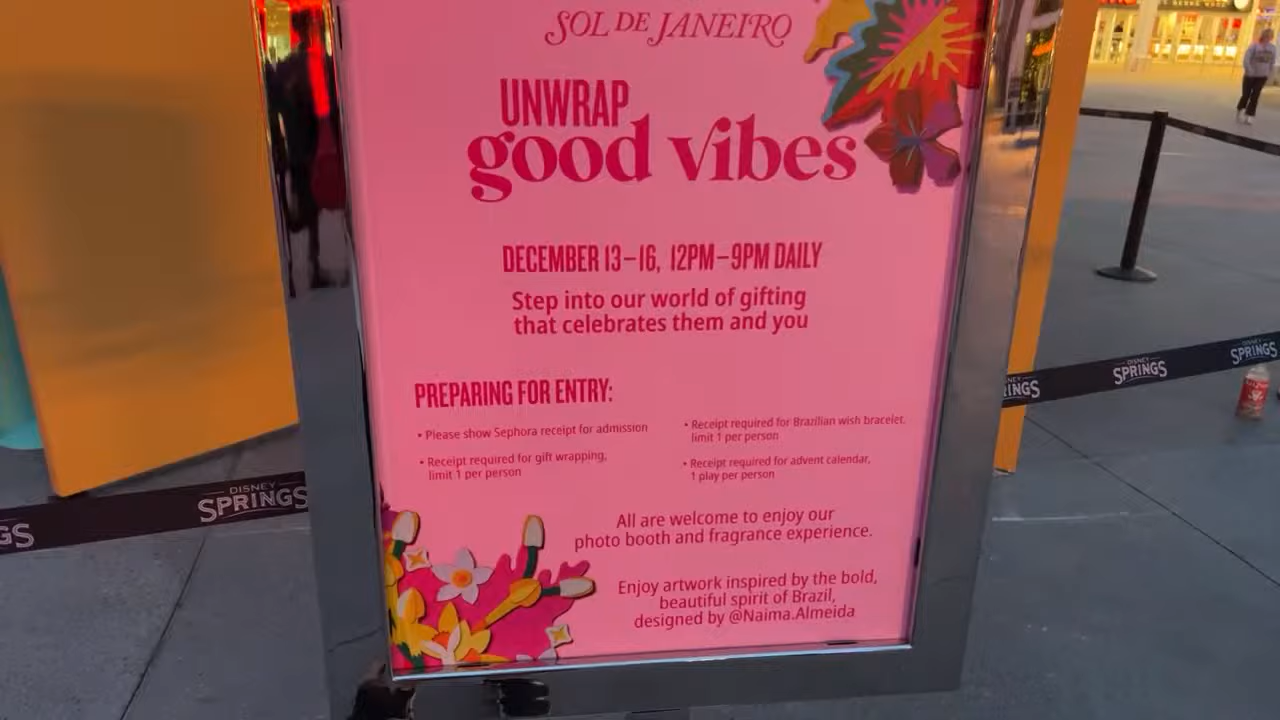 SOL DE JANEIRO
UNWRAP
good vibes
DECEMBER 13–16, 12PM–9PM DAILY
Step into our world of gifting
that celebrates them and you
PREPARING FOR ENTRY:
• Please show Sephora receipt for admission
• Receipt required for gift wrapping,
limit 1 per person
• Receipt required for Brazilian wish bracelet,
limit 1 per person
• Receipt required for advent calendar,
1 play per person
All are welcome to enjoy our
photo booth and fragrance experience.
Enjoy artwork inspired by the bold,
beautiful spirit of Brazil,
designed by @Naima.Almeida
GS
DISNEY
SPRINGS
NGS
DISNEY
SPRINGS
DISNEY
SPRINGS